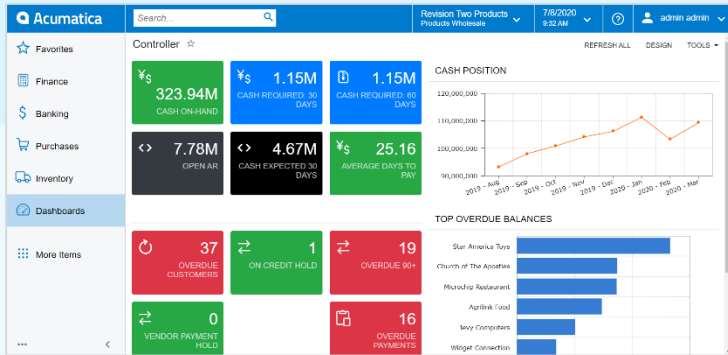 Acumatica
Search...
Revision Two Products
Products Wholesale
7/8/2020
9:32 AM
admin admin
Favorites
Finance
Banking
Purchases
Inventory
Dashboards
More Items
Controller
REFRESH ALL
DESIGN
TOOLS
¥$
323.94M
CASH ON-HAND
¥$
1.15M
CASH REQUIRED: 30
DAYS
1.15M
CASH REQUIRED: 60
DAYS
7.78M
OPEN AR
4.67M
CASH EXPECTED 30
DAYS
¥$
25.16
AVERAGE DAYS TO
PAY
37
OVERDUE
CUSTOMERS
1
ON CREDIT HOLD
19
OVERDUE 90+
0
VENDOR PAYMENT
HOLD
16
OVERDUE
PAYMENTS
CASH POSITION
120,000,000
110,000,000
100,000,000
90,000,000
2019 - Aug
2019 - Sep
2019 - Oct
2019 - Nov
2019 - Dec
2020 - Jan
2020 - Feb
2020 - Mar
TOP OVERDUE BALANCES
Star America Toys
Church of The Apostles
Microchip Restaurant
Agrilink Food
Jevy Computers
Widget Connection